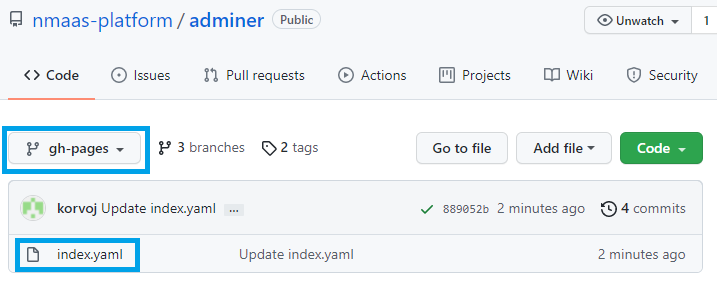 nmaas-platform / adminer Public Unwatch 1
Code Issues Pull requests Actions Projects Wiki Security
gh-pages 3 branches 2 tags Go to file Add file Code
korvoj Update index.yaml ... 889052b 2 minutes ago 4 commits
index.yaml Update index.yaml 2 minutes ago